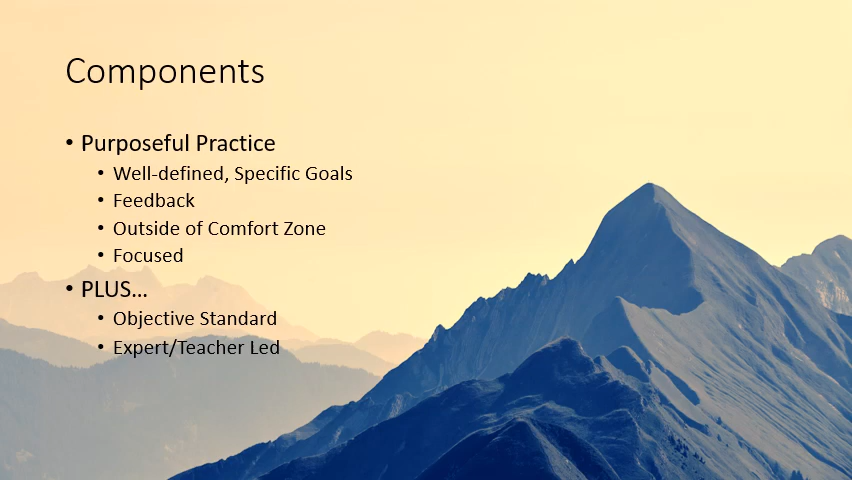 Components
• Purposeful Practice
• Well-defined, Specific Goals
• Feedback
• Outside of Comfort Zone
• Focused
• PLUS…
• Objective Standard
• Expert/Teacher Led